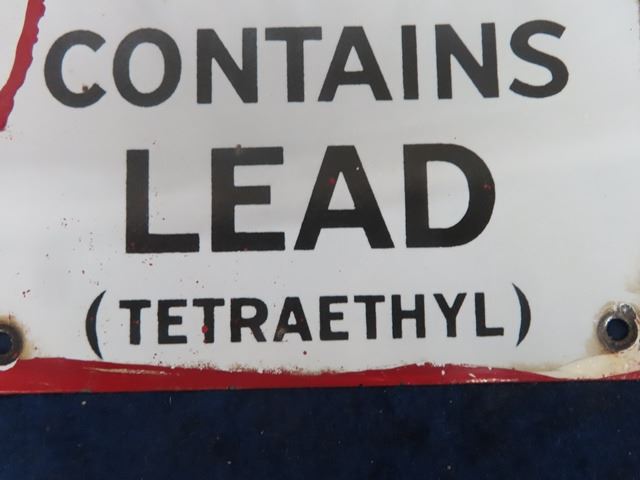 CONTAINS
LEAD
(TETRAETHYL)